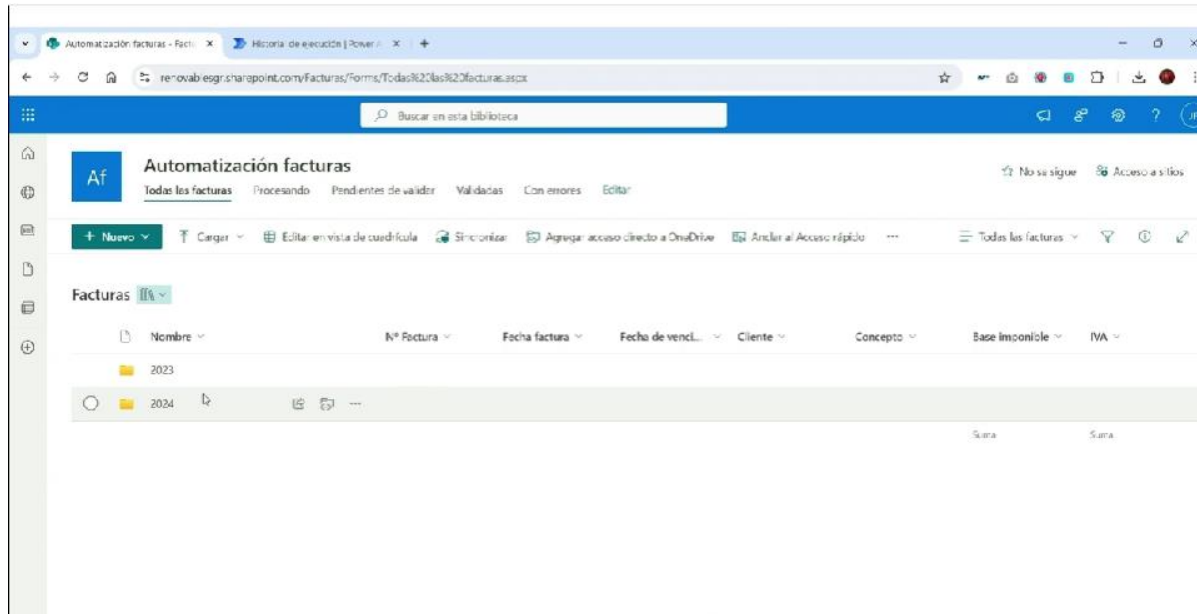 Automatización facturas - Factu
Historial de ejecución | Power A
renovablesgr.sharepoint.com/Facturas/Forms/Todas%20las%20facturas.aspx
Buscar en esta biblioteca
Af
Automatización facturas
No se sigue Acceso a sitios
Todas las facturas Procesando Pendientes de validar Validadas Con errores Editar
+ Nuevo Cargar Editar en vista de cuadrícula Sincronizar Agregar acceso directo a OneDrive Anclar al Acceso rápido ... Todas las facturas
Facturas
Nombre Nº Factura Fecha factura Fecha de venci... Cliente Concepto Base Imponible IVA
2023
2024
Suma Suma